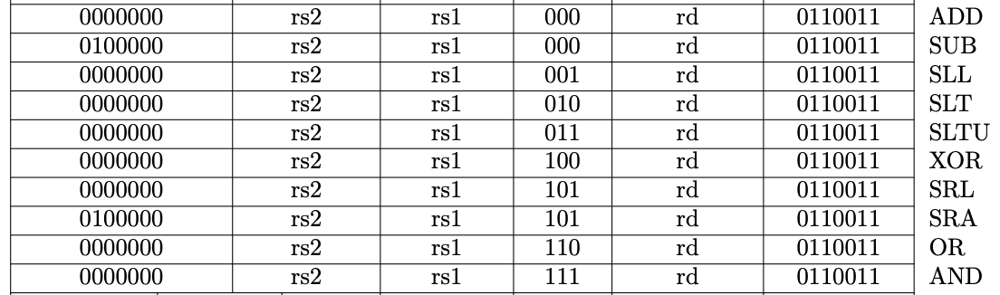 0000000 rs2 rs1 000 rd 0110011 ADD
0100000 rs2 rs1 000 rd 0110011 SUB
0000000 rs2 rs1 001 rd 0110011 SLL
0000000 rs2 rs1 010 rd 0110011 SLT
0000000 rs2 rs1 011 rd 0110011 SLTU
0000000 rs2 rs1 100 rd 0110011 XOR
0000000 rs2 rs1 101 rd 0110011 SRL
0100000 rs2 rs1 101 rd 0110011 SRA
0000000 rs2 rs1 110 rd 0110011 OR
0000000 rs2 rs1 111 rd 0110011 AND